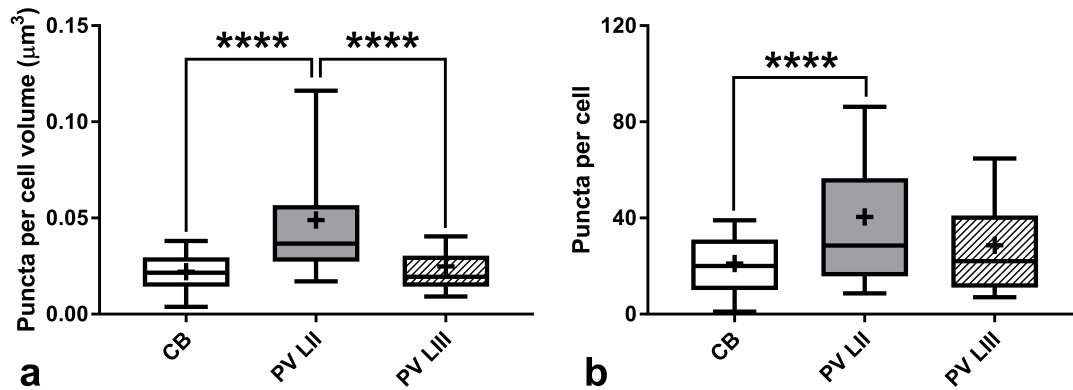 Puncta per cell volume (μm³)
0.15
0.10
0.05
0.00
****
****
CB
PV LII
PV LIII
a
Puncta per cell
120
80
40
0
****
CB
PV LII
PV LIII
b